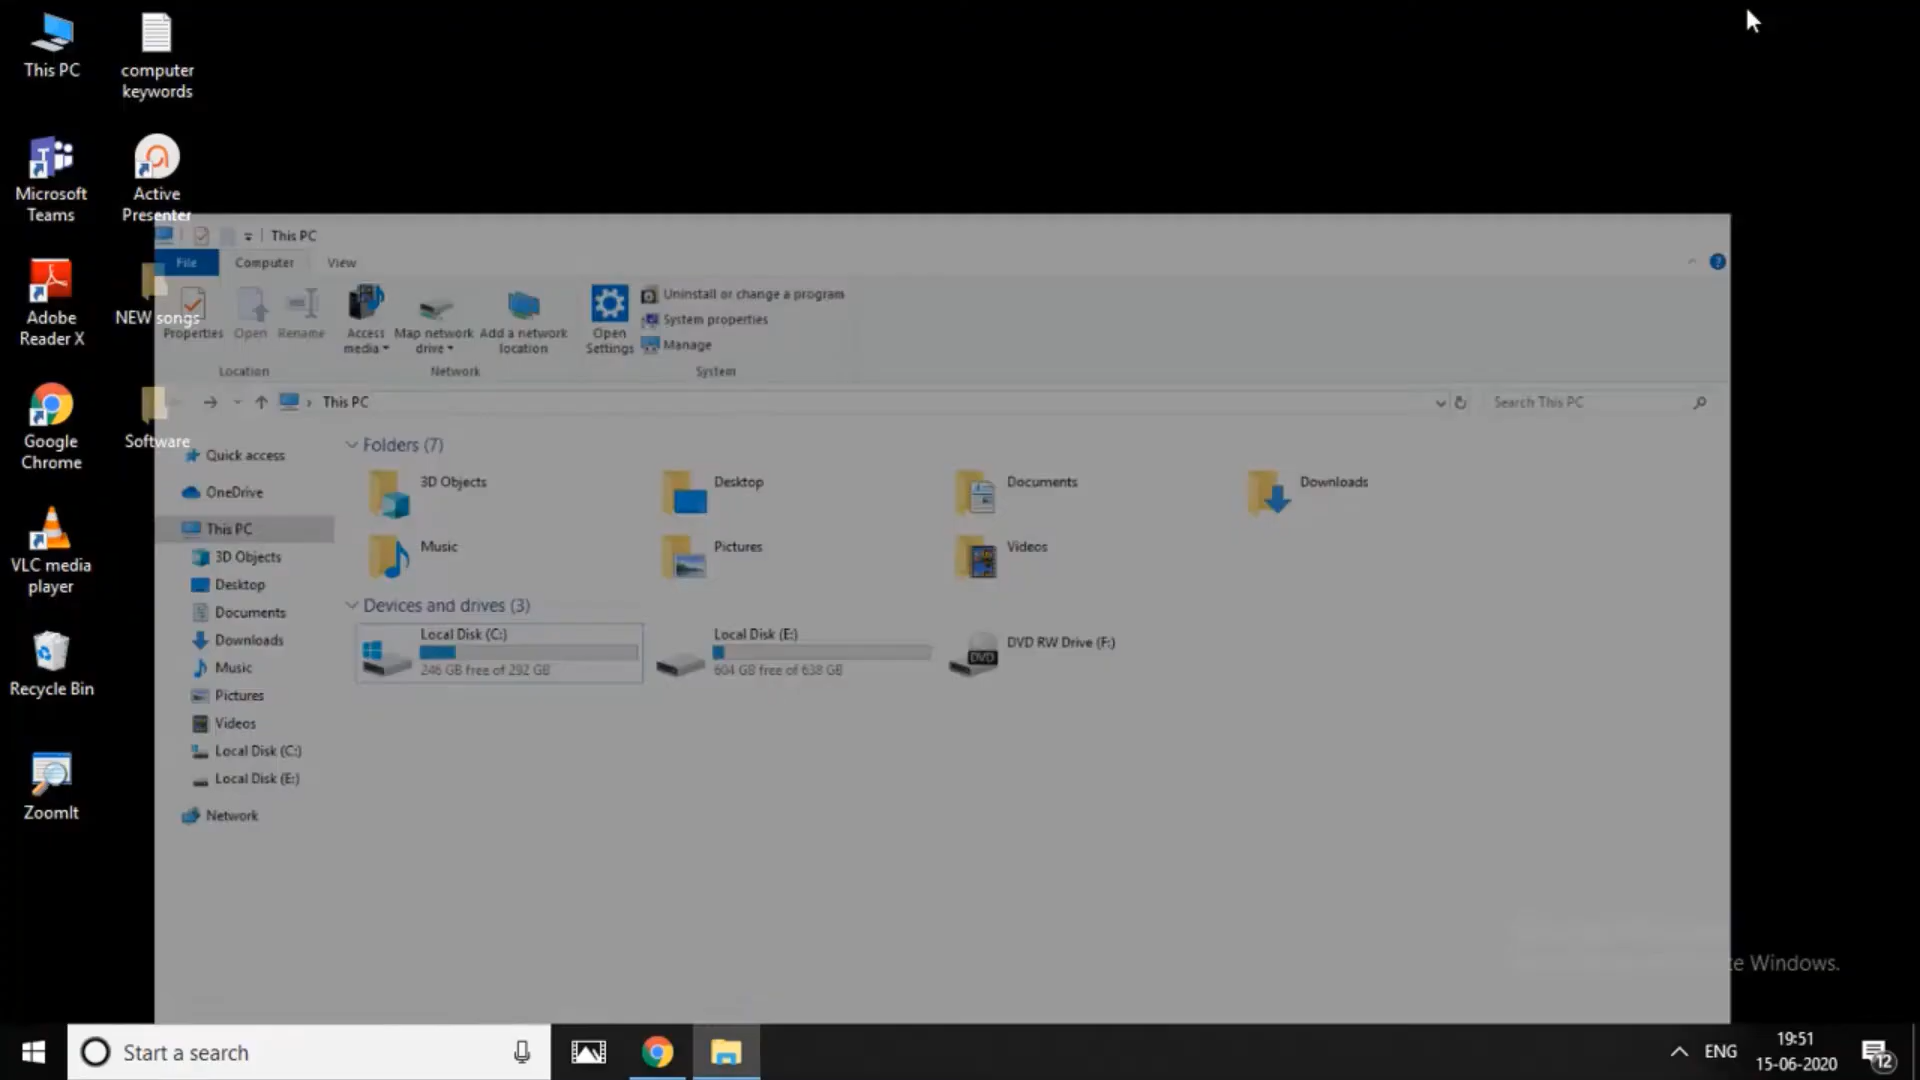 This PC
computer
keywords
Microsoft
Teams
Active
Presenter
Adobe
Reader X
NEW songs
Google
Chrome
Software
VLC media
player
Recycle Bin
ZoomIt
This PC
File
Computer
View
Properties
Open
Rename
Access
media
Map network
drive
Add a network
location
Open
Settings
Uninstall or change a program
System properties
Manage
Location
Network
System
This PC
Search This PC
Quick access
OneDrive
This PC
3D Objects
Desktop
Documents
Downloads
Music
Pictures
Videos
Local Disk (C:)
Local Disk (E:)
Network
Folders (7)
3D Objects
Desktop
Documents
Downloads
Music
Pictures
Videos
Devices and drives (3)
Local Disk (C:)
246 GB free of 292 GB
Local Disk (E:)
604 GB free of 638 GB
DVD RW Drive (F:)
DVD
Windows.
Start a search
ENG
19:51
15-06-2020
12